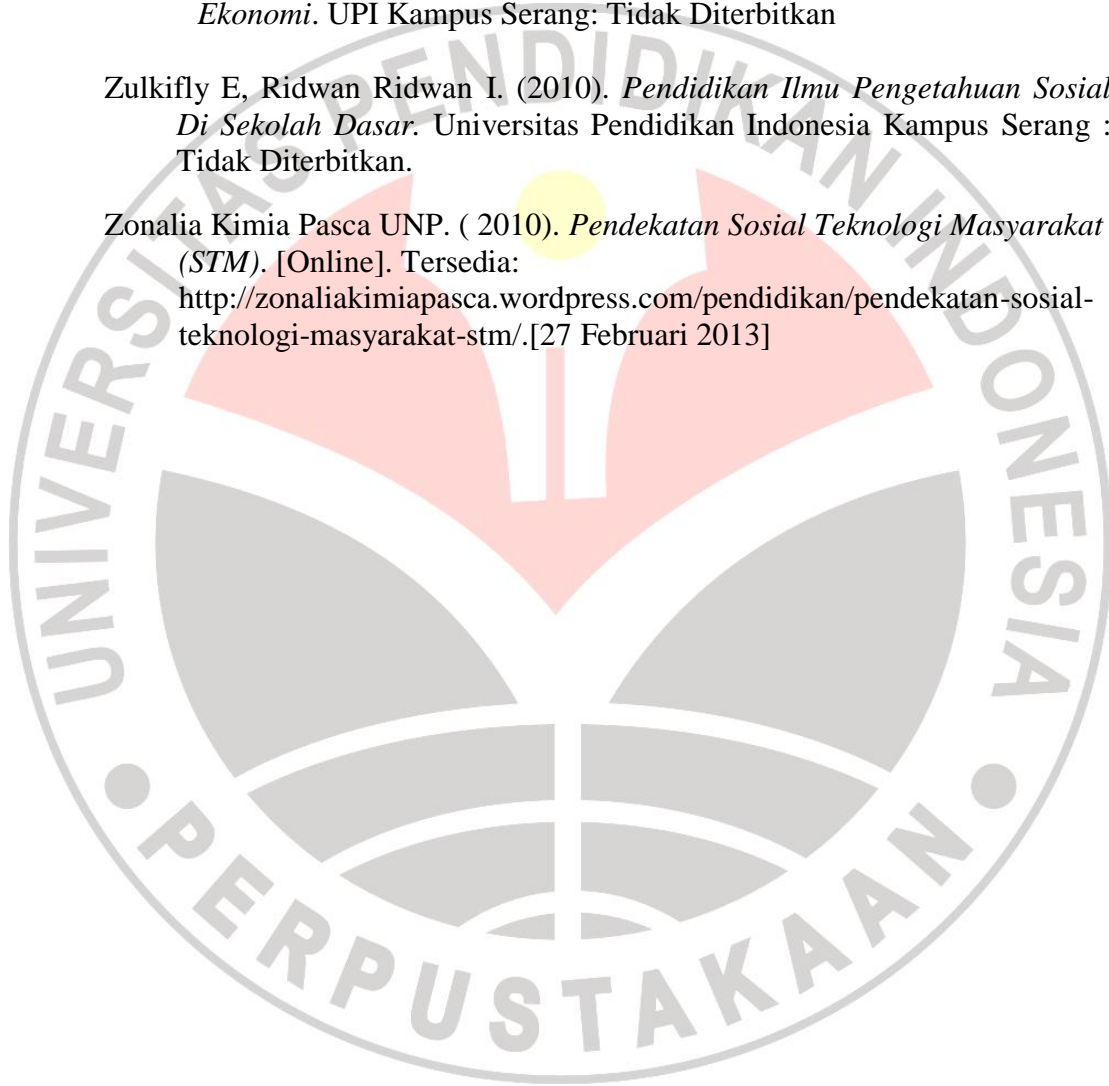 Ekonomi. UPI Kampus Serang: Tidak Diterbitkan
Zulkifly E, Ridwan Ridwan I. (2010). Pendidikan Ilmu Pengetahuan Sosial
Di Sekolah Dasar. Universitas Pendidikan Indonesia Kampus Serang :
Tidak Diterbitkan.
Zonalia Kimia Pasca UNP. ( 2010). Pendekatan Sosial Teknologi Masyarakat
(STM). [Online]. Tersedia:
http://zonaliakimiapasca.wordpress.com/pendidikan/pendekatan-sosial-
teknologi-masyarakat-stm/.[27 Februari 2013]
UNIVERSITAS PENDIDIKAN INDONESIA
PERPUSTAKAAN